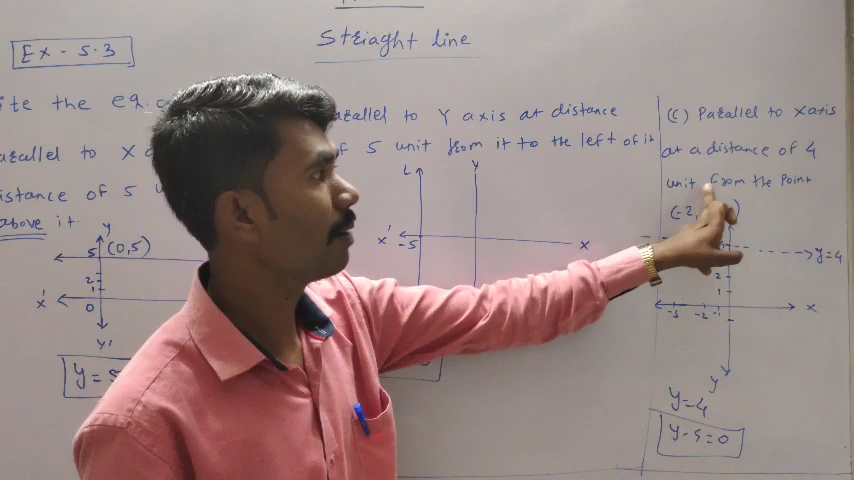 Striaght line
Ex - 5.3
ite the eq.
arallel to X a
istance of 5 u
above it.
Y
5
(0,5)
2
1
X'
0
Y'
Y = 5
arallel to Y axis at distance
of 5 unit from it to the left of it
L
Y
X'
-5
X
(C) Parallel to x axis
at a distance of 4
unit from the point
(-2,
)
y=4
2
1
X
-3
-2
-1
Y
y=4
y-4=0